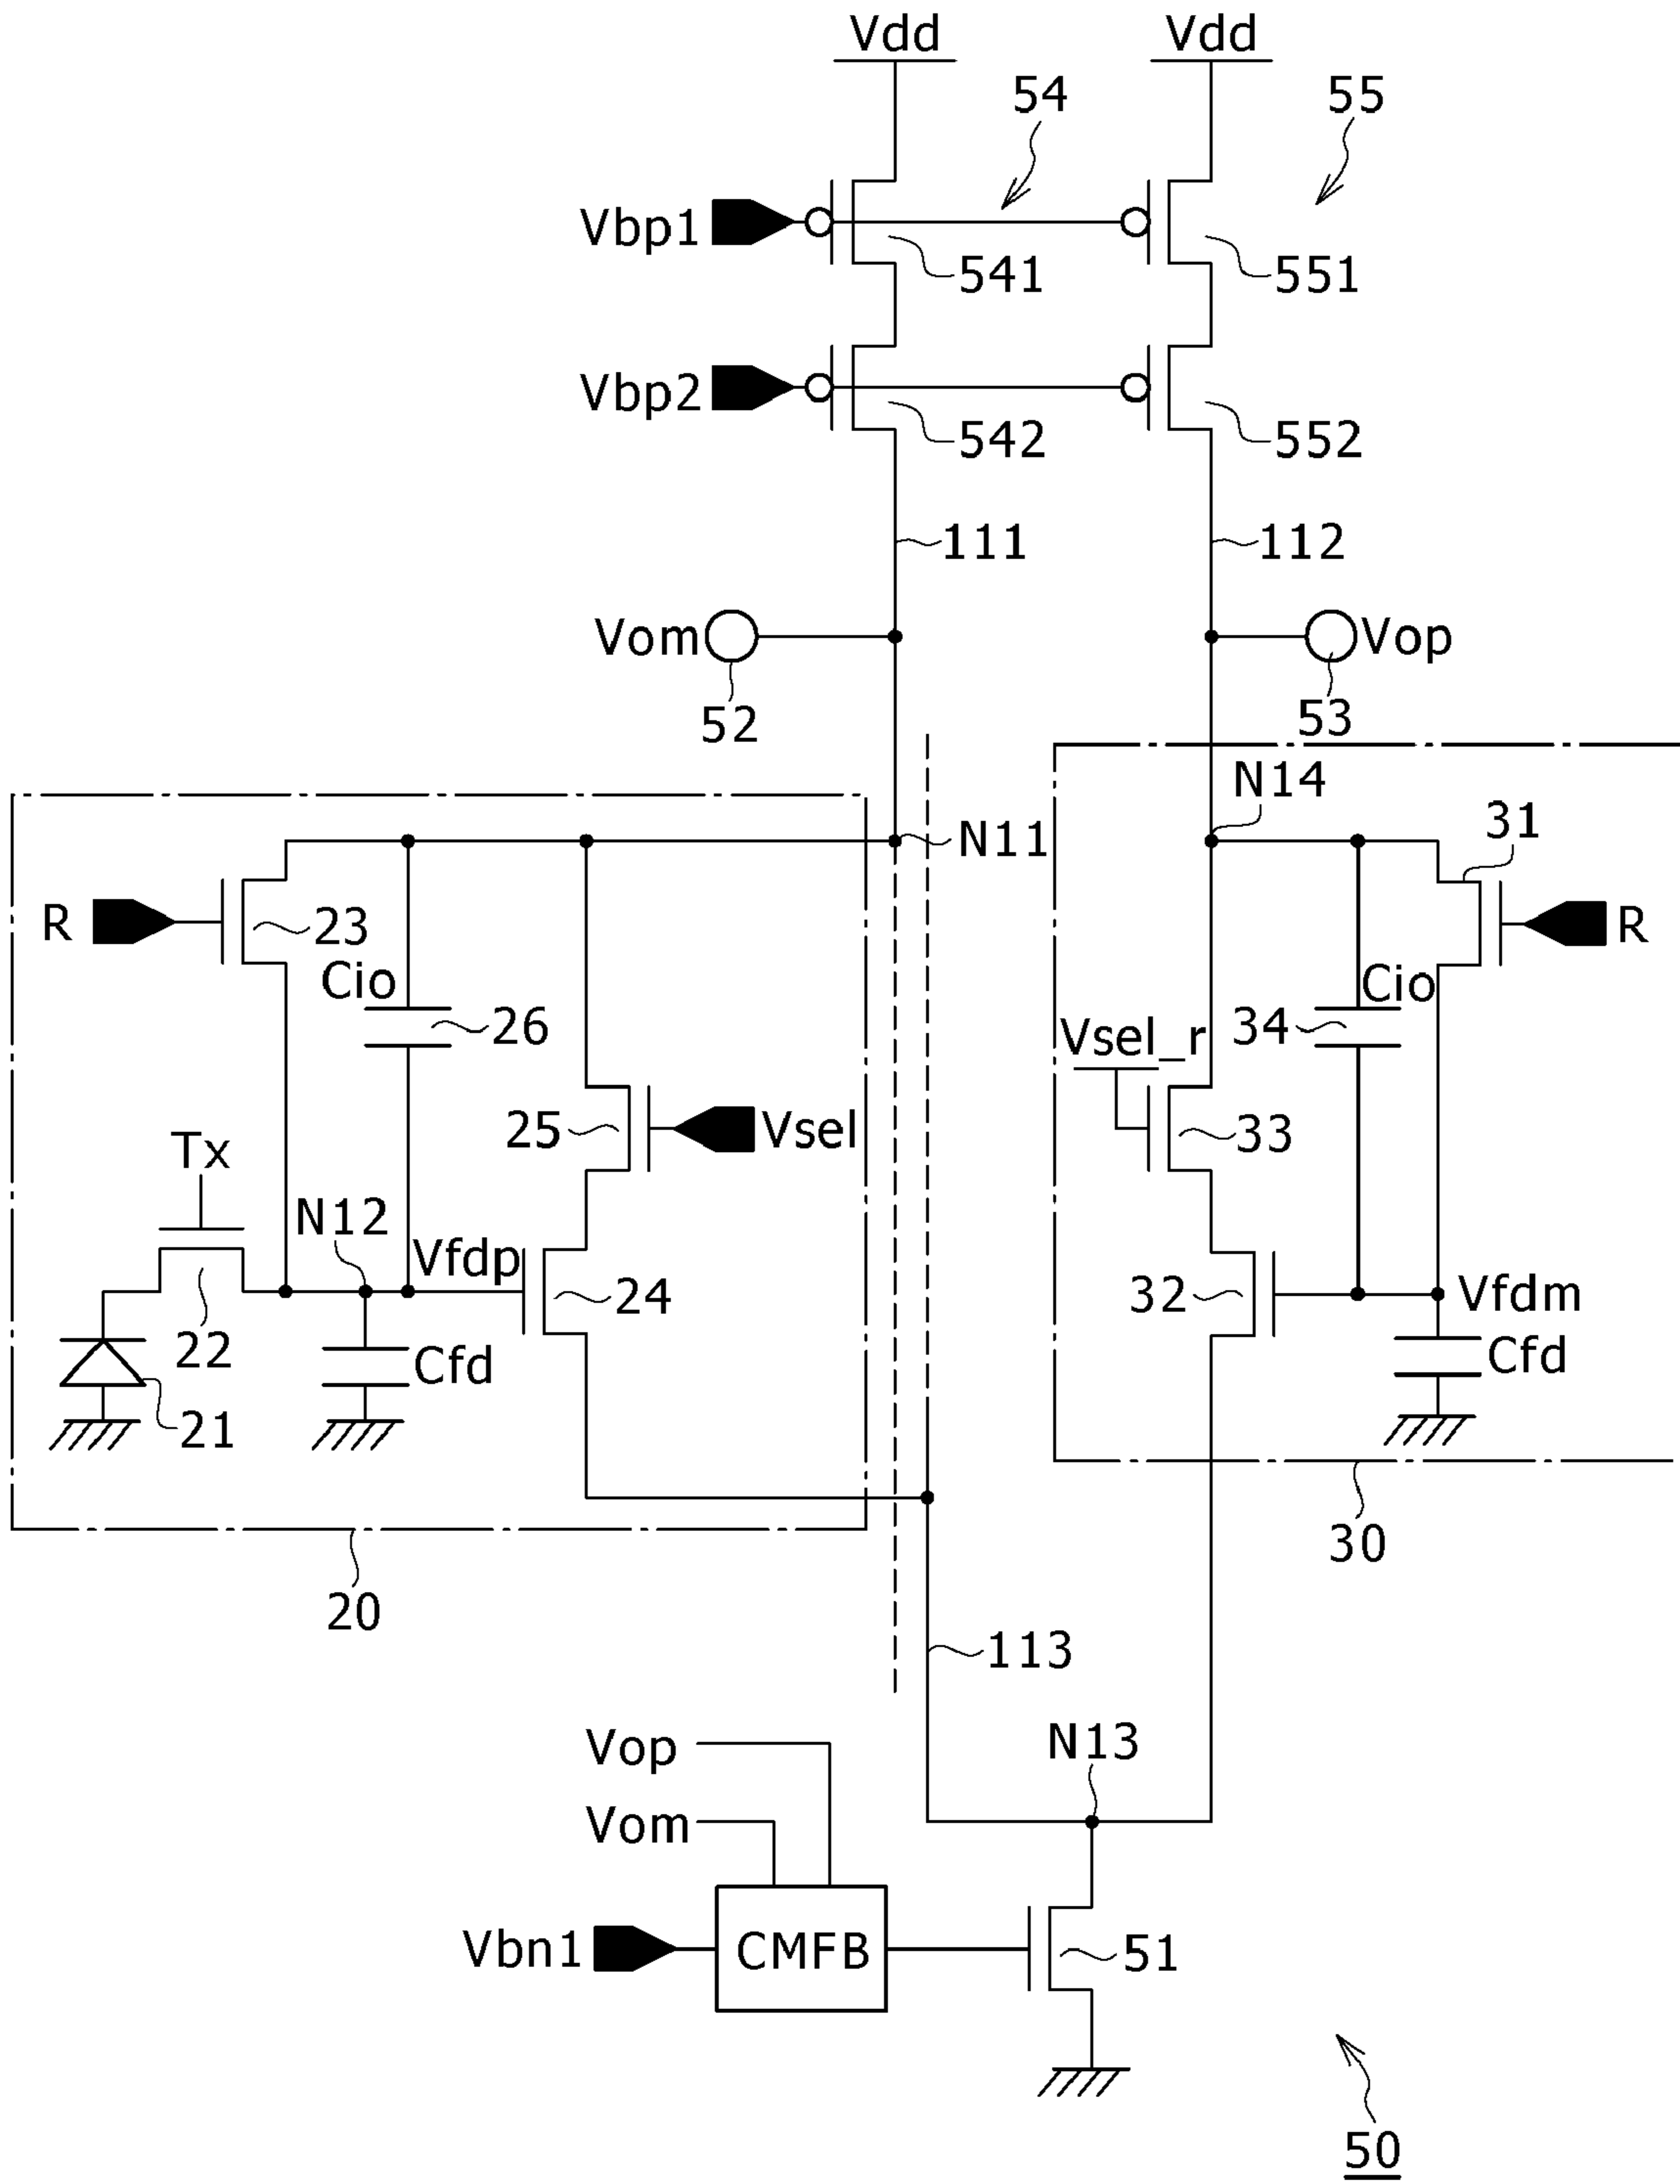 Vdd
Vdd
54
55
Vbp1
541
551
Vbp2
542
552
111
112
Vom
Vop
52
53
N14
N11
31
R
23
R
Cio
Cio
26
34
Vsel_r
25
Vsel
33
Tx
N12
Vfdp
24
32
Vfdm
22
Cfd
Cfd
21
30
20
113
N13
Vop
Vom
Vbn1
CMFB
51
50